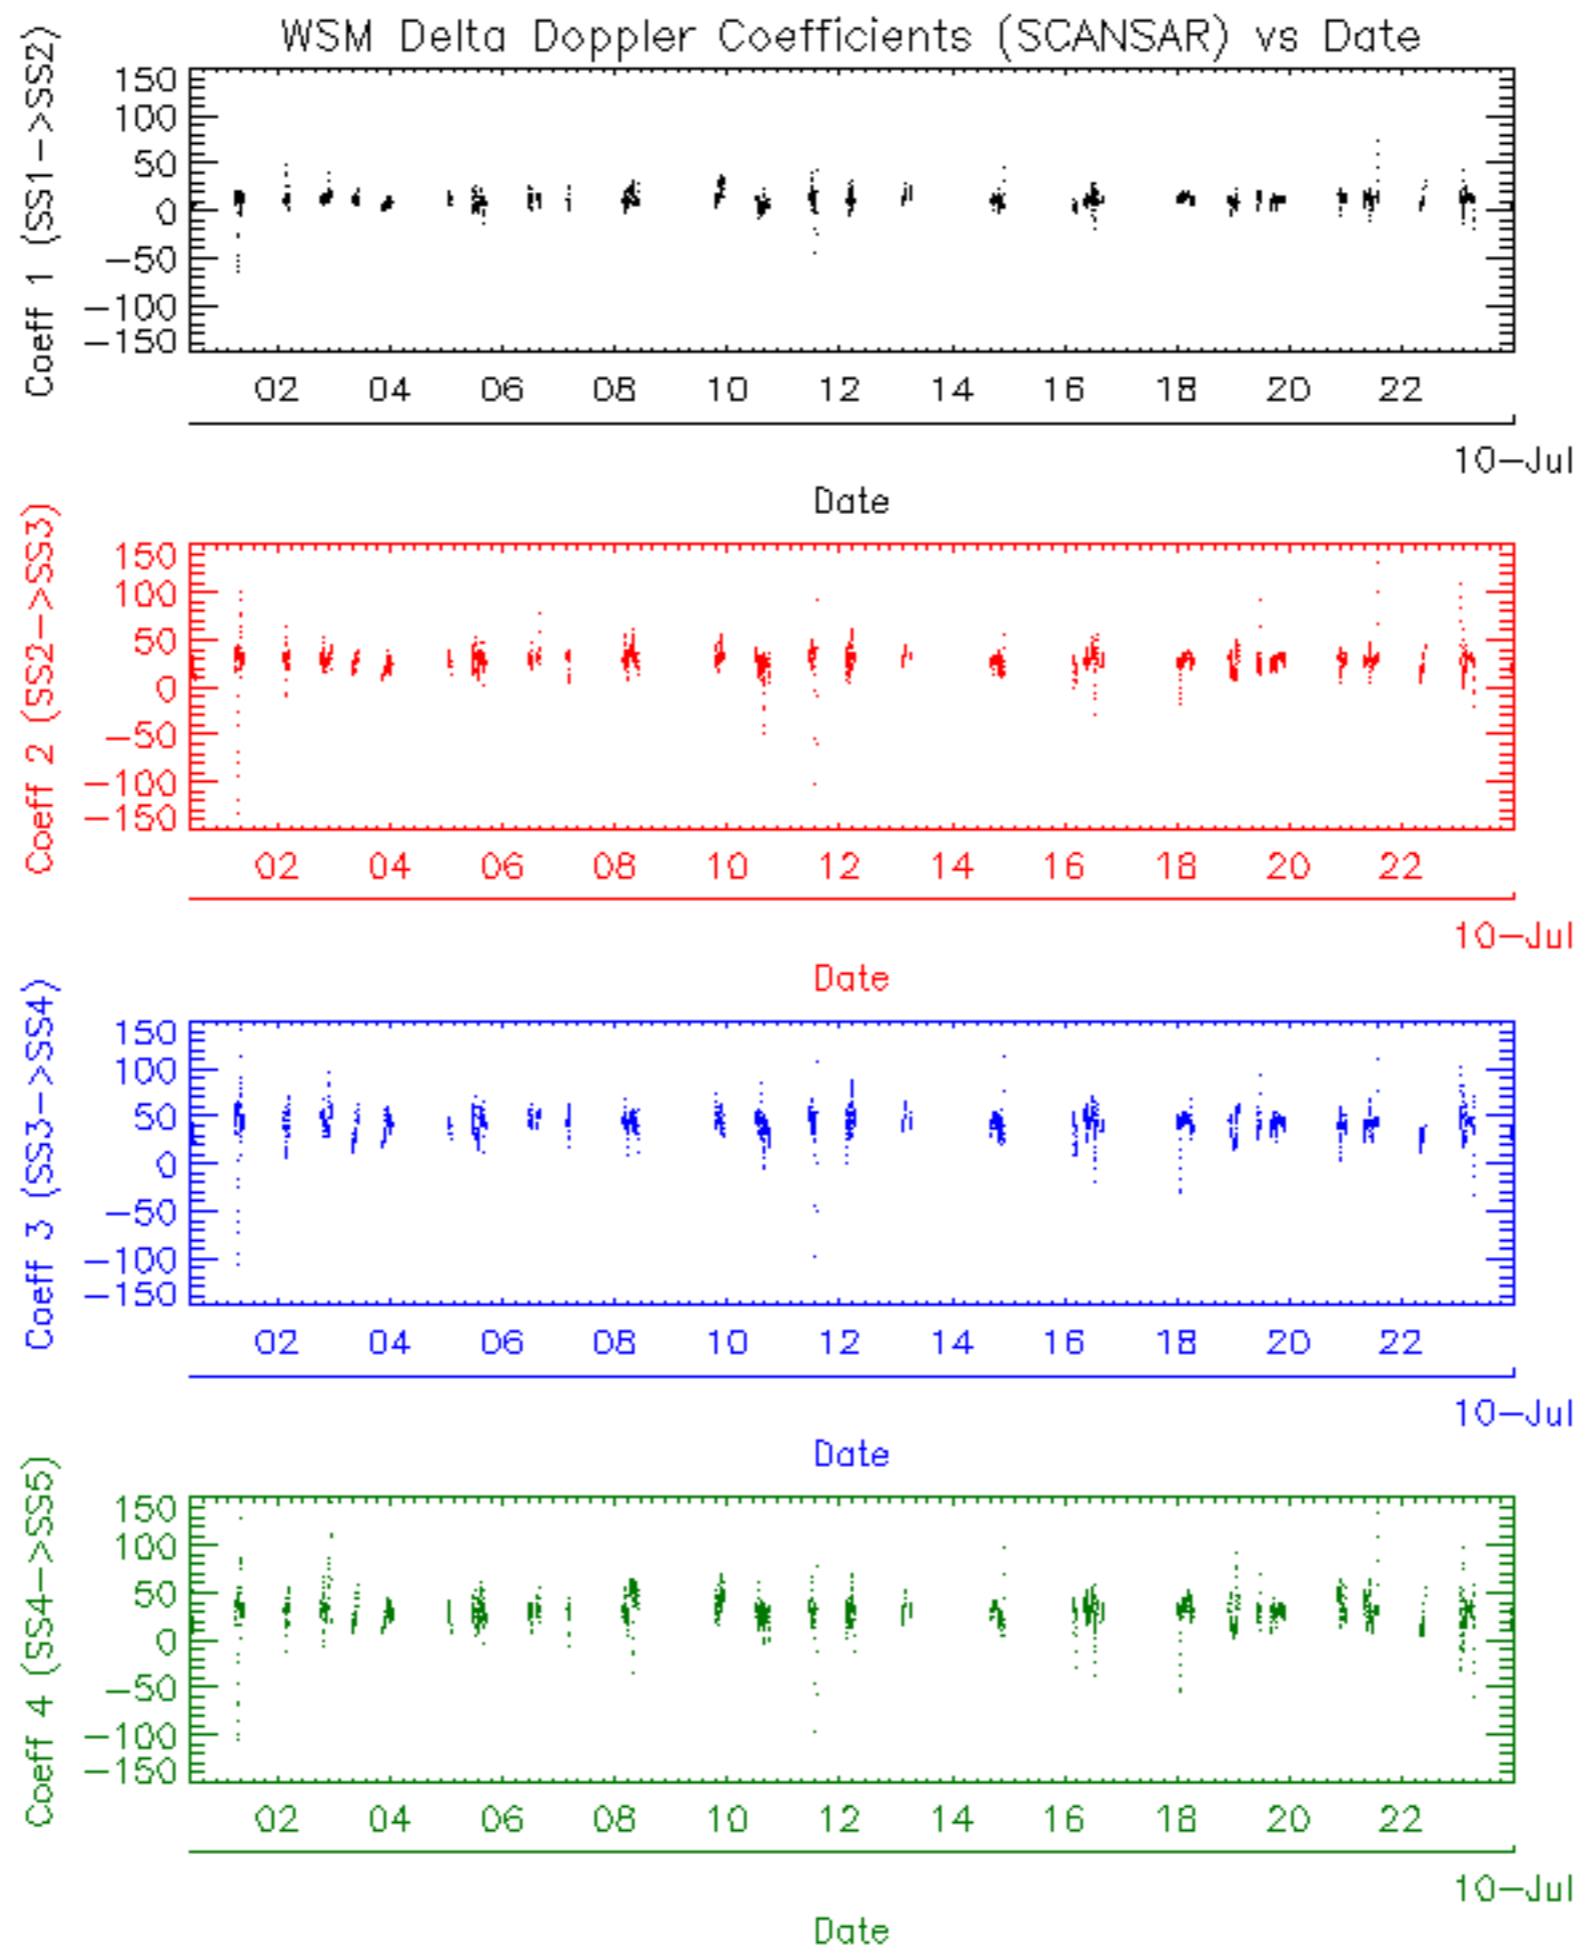 WSM Delta Doppler Coefficients (SCANSAR) vs Date
Coeff 1 (SS1->SS2)
150
100
50
0
-50
-100
-150
02 04 06 08 10 12 14 16 18 20 22
10-Jul
Date
Coeff 2 (SS2->SS3)
150
100
50
0
-50
-100
-150
02 04 06 08 10 12 14 16 18 20 22
10-Jul
Date
Coeff 3 (SS3->SS4)
150
100
50
0
-50
-100
-150
02 04 06 08 10 12 14 16 18 20 22
10-Jul
Date
Coeff 4 (SS4->SS5)
150
100
50
0
-50
-100
-150
02 04 06 08 10 12 14 16 18 20 22
10-Jul
Date